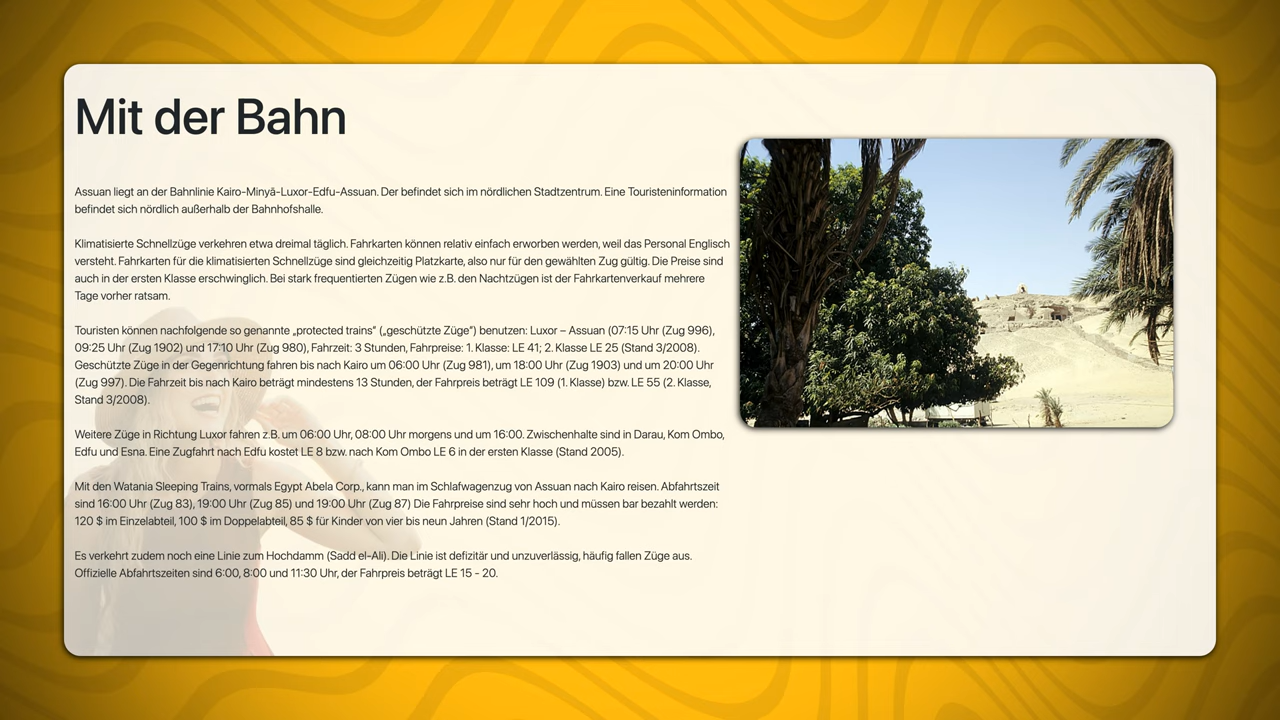 Mit der Bahn
Assuan liegt an der Bahnlinie Kairo-Minyā-Luxor-Edfu-Assuan. Der befindet sich im nördlichen Stadtzentrum. Eine Touristeninformation
befindet sich nördlich außerhalb der Bahnhofshalle.
Klimatisierte Schnellzüge verkehren etwa dreimal täglich. Fahrkarten können relativ einfach erworben werden, weil das Personal Englisch
versteht. Fahrkarten für die klimatisierten Schnellzüge sind gleichzeitig Platzkarte, also nur für den gewählten Zug gültig. Die Preise sind
auch in der ersten Klasse erschwinglich. Bei stark frequentierten Zügen wie z.B. den Nachtzügen ist der Fahrkartenverkauf mehrere
Tage vorher ratsam.
Touristen können nachfolgende so genannte „protected trains“ („geschützte Züge“) benutzen: Luxor – Assuan (07:15 Uhr (Zug 996),
09:25 Uhr (Zug 1902) und 17:10 Uhr (Zug 980), Fahrzeit: 3 Stunden, Fahrpreise: 1. Klasse: LE 41; 2. Klasse LE 25 (Stand 3/2008).
Geschützte Züge in der Gegenrichtung fahren bis nach Kairo um 06:00 Uhr (Zug 981), um 18:00 Uhr (Zug 1903) und um 20:00 Uhr
(Zug 997). Die Fahrzeit bis nach Kairo beträgt mindestens 13 Stunden, der Fahrpreis beträgt LE 109 (1. Klasse) bzw. LE 55 (2. Klasse,
Stand 3/2008).
Weitere Züge in Richtung Luxor fahren z.B. um 06:00 Uhr, 08:00 Uhr morgens und um 16:00. Zwischenhalte sind in Darau, Kom Ombo,
Edfu und Esna. Eine Zugfahrt nach Edfu kostet LE 8 bzw. nach Kom Ombo LE 6 in der ersten Klasse (Stand 2005).
Mit den Watania Sleeping Trains, vormals Egypt Abela Corp., kann man im Schlafwagenzug von Assuan nach Kairo reisen. Abfahrtszeit
sind 16:00 Uhr (Zug 83), 19:00 Uhr (Zug 85) und 19:00 Uhr (Zug 87) Die Fahrpreise sind sehr hoch und müssen bar bezahlt werden:
120 $ im Einzelabteil, 100 $ im Doppelabteil, 85 $ für Kinder von vier bis neun Jahren (Stand 1/2015).
Es verkehrt zudem noch eine Linie zum Hochdamm (Sadd el-Ali). Die Linie ist defizitär und unzuverlässig, häufig fallen Züge aus.
Offizielle Abfahrtszeiten sind 6:00, 8:00 und 11:30 Uhr, der Fahrpreis beträgt LE 15 - 20.